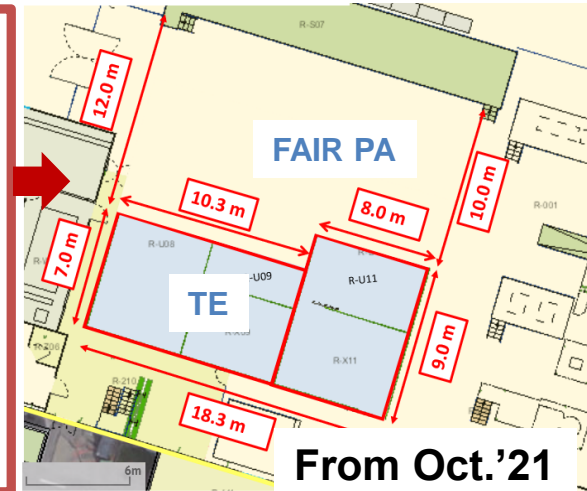 R-S07
12.0 m
FAIR PA
10.0 m
10.3 m
8.0 m
R-001
R-U08
7.0 m
-U09
R-U11
TE
R-X11
9.0 m
R-210
18.3 m
6m
From Oct.'21